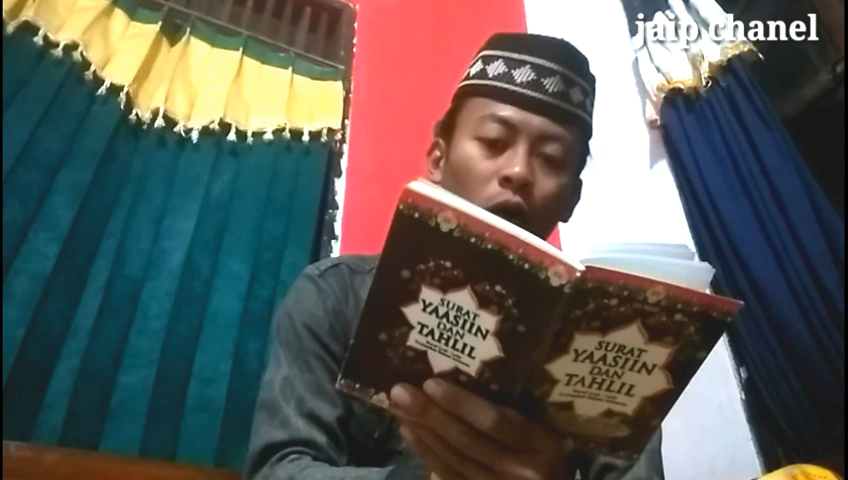 jaip chanel
SURAT
YAASIIN
DAN
TAHLIL
SURAT
YAASIIN
DAN
TAHLIL